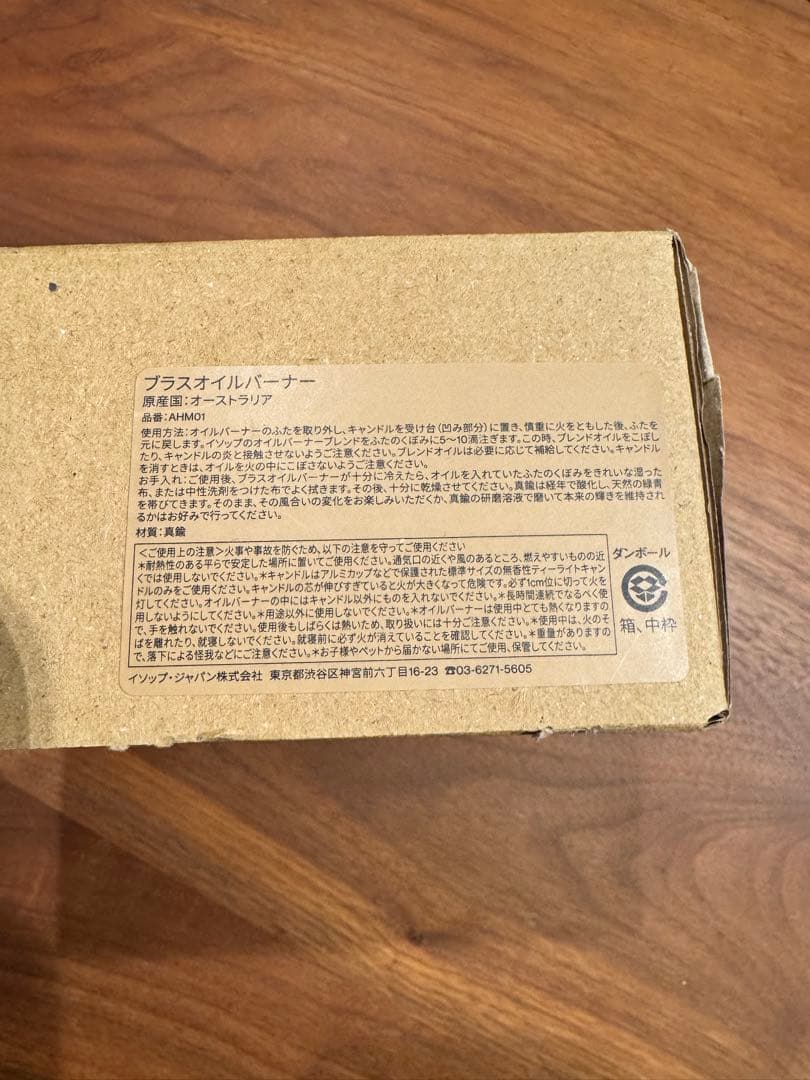 ブラスオイルバーナー
原産国：オーストラリア
品番：AHM01
使用方法：オイルバーナーのふたを取り外し、キャンドルを受け台（凹み部分）に置き、慎重に火をともした後、ふたを
元に戻します。イソップのオイルバーナーブレンドをふたのくぼみに5〜10滴注ぎます。この時、ブレンドオイルをこぼし
たり、キャンドルの炎と接触させないようご注意ください。ブレンドオイルは必要に応じて補給してください。キャンドル
を消すときは、オイルを火の中にこぼさないようご注意ください。
お手入れ：ご使用後、ブラスオイルバーナーが十分に冷えたら、オイルを入れていたふたのくぼみをきれいな湿った
布、または中性洗剤をつけた布でよく拭きます。その後、十分に乾燥させてください。真鍮は経年で酸化し、天然の緑青
を帯びてきます。そのまま、その風合いの変化をお楽しみいただくか、真鍮の研磨溶液で磨いて本来の輝きを維持され
るかはお好みで行ってください。
材質：真鍮
＜ご使用上の注意＞火事や事故を防ぐため、以下の注意を守ってご使用ください
＊耐熱性のある平らで安定した場所に置いてご使用ください。通気口の近くや風のあるところ、燃えやすいものの近
くでは使用しないでください。＊キャンドルはアルミカップなどで保護された標準サイズの無香性ティーライトキャン
ドルのみをご使用ください。キャンドルの芯が伸びすぎていると火が大きくなって危険です。必ず1cm位に切って火を
灯してください。オイルバーナーの中にはキャンドル以外にものを入れないでください。＊長時間連続でなるべく使
用しないようにしてください。＊用途以外に使用しないでください。＊オイルバーナーは使用中とても熱くなりますの
で、手を触れないでください。使用後もしばらくは熱いため、取り扱いには十分ご注意ください。＊使用中は、火のそ
ばを離れたり、就寝しないでください。就寝前に必ず火が消えていることを確認してください。＊重量がありますの
で、落下による怪我などにご注意ください。＊お子様やペットから届かない場所にてご使用、保管してください。
ダンボール
箱、中枠
イソップ・ジャパン株式会社 東京都渋谷区神宮前六丁目16-23 ☎03-6271-5605